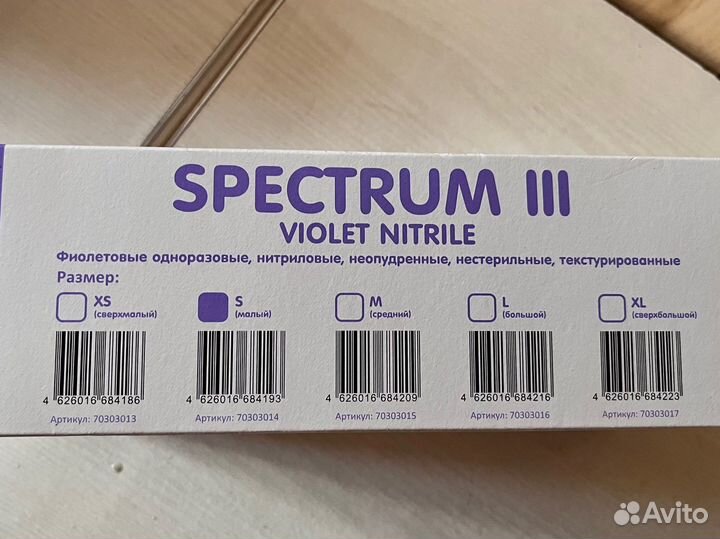 SPECTRUM III
VIOLET NITRILE
Фиолетовые одноразовые, нитриловые, неопудренные, нестерильные, текстурированные
Размер:
XS S M L XL
(сверхмалый) (малый) (средний) (большой) (сверхбольшой)
4 626016 684186 4 626016 684193 4 626016 684209 4 626016 684216 4 626016 684223
Артикул: 70303013 Артикул: 70303014 Артикул: 70303015 Артикул: 70303016 Артикул: 70303017
Avito